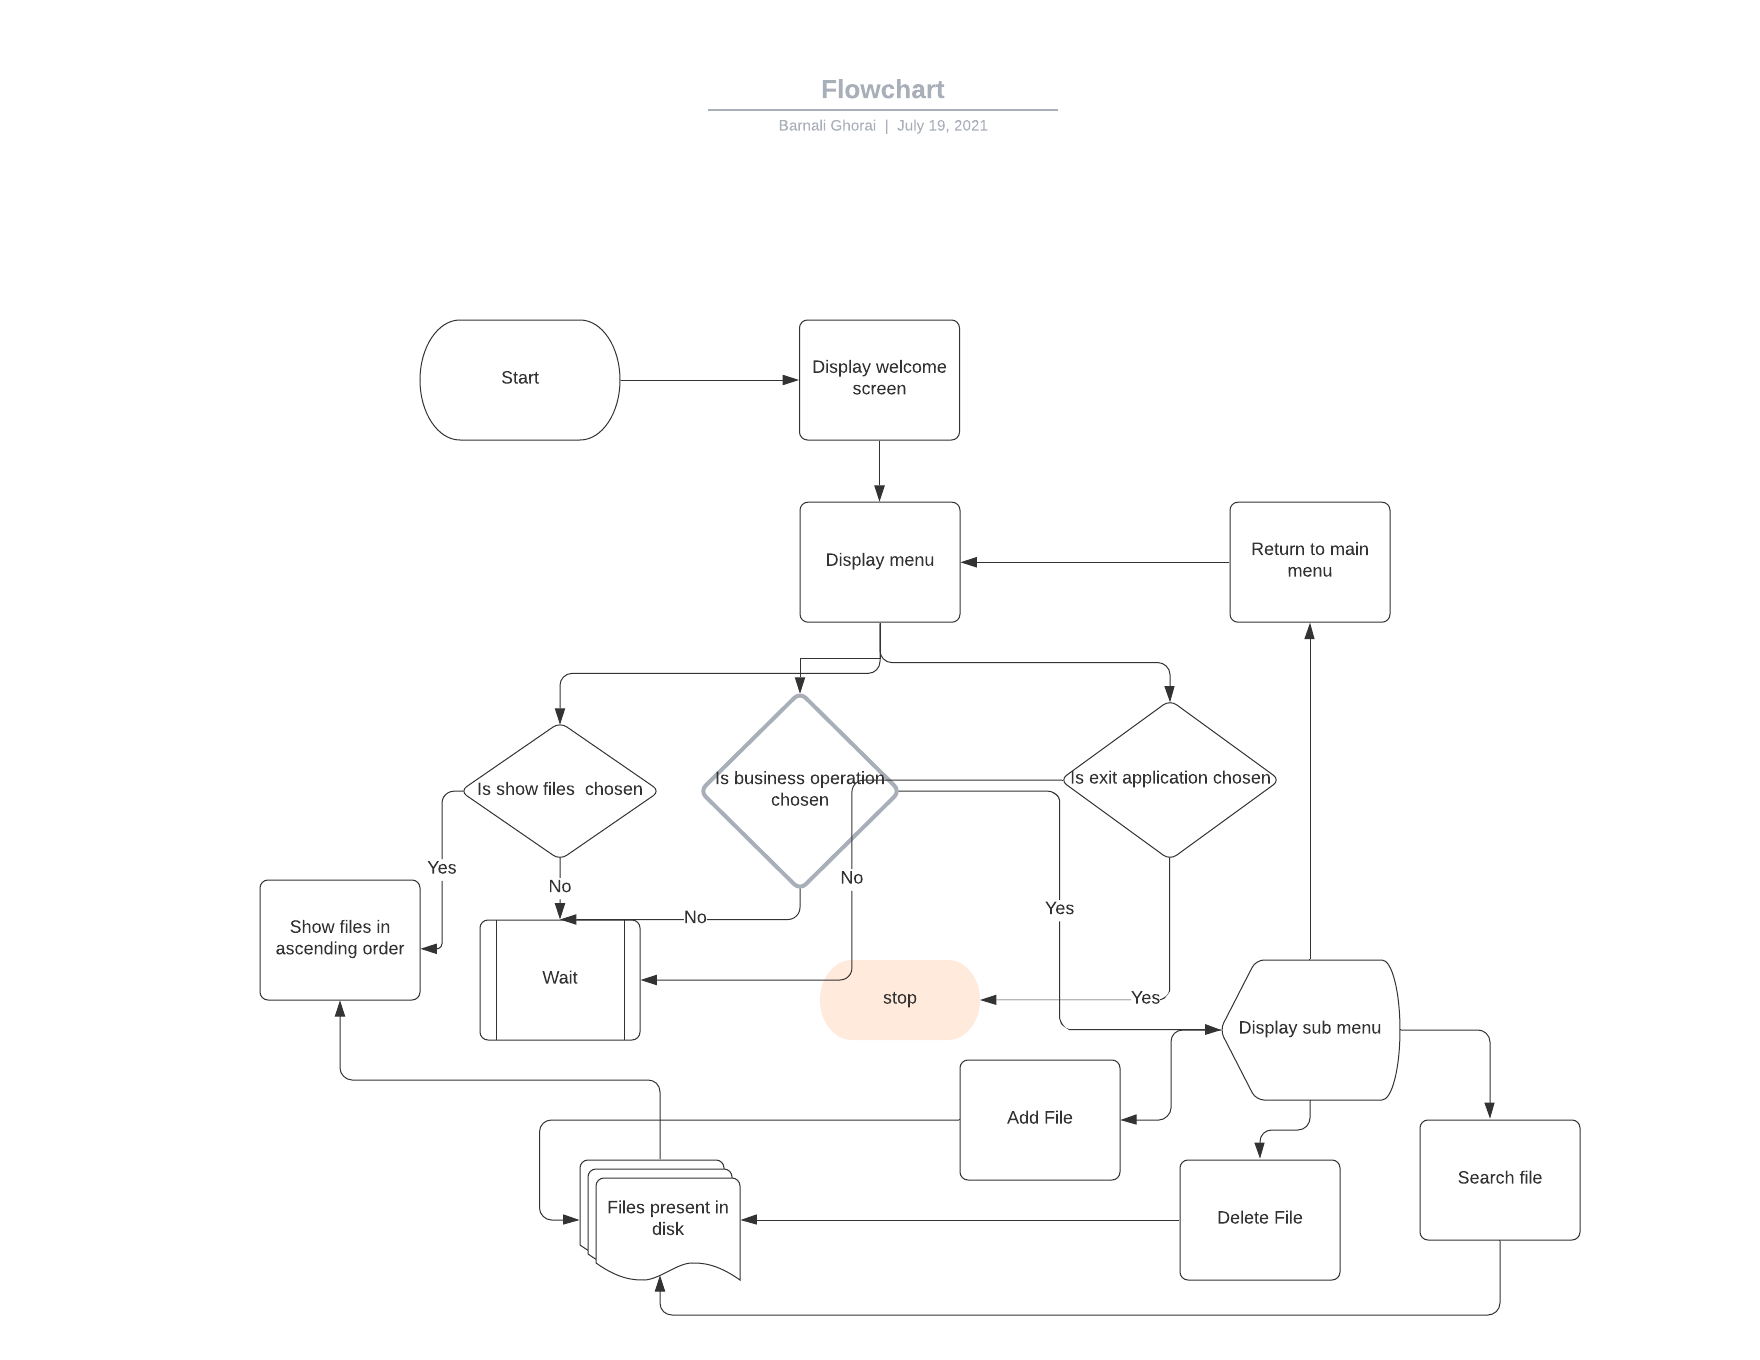 Flowchart
Barnali Ghorai | July 19, 2021
Start
Display welcome
screen
Display menu
Return to main
menu
Is show files  chosen
Is business operation
chosen
Is exit application chosen
Yes
No
No
No
Yes
Yes
Show files in
ascending order
Wait
stop
Display sub menu
Add File
Search file
Delete File
Files present in
disk